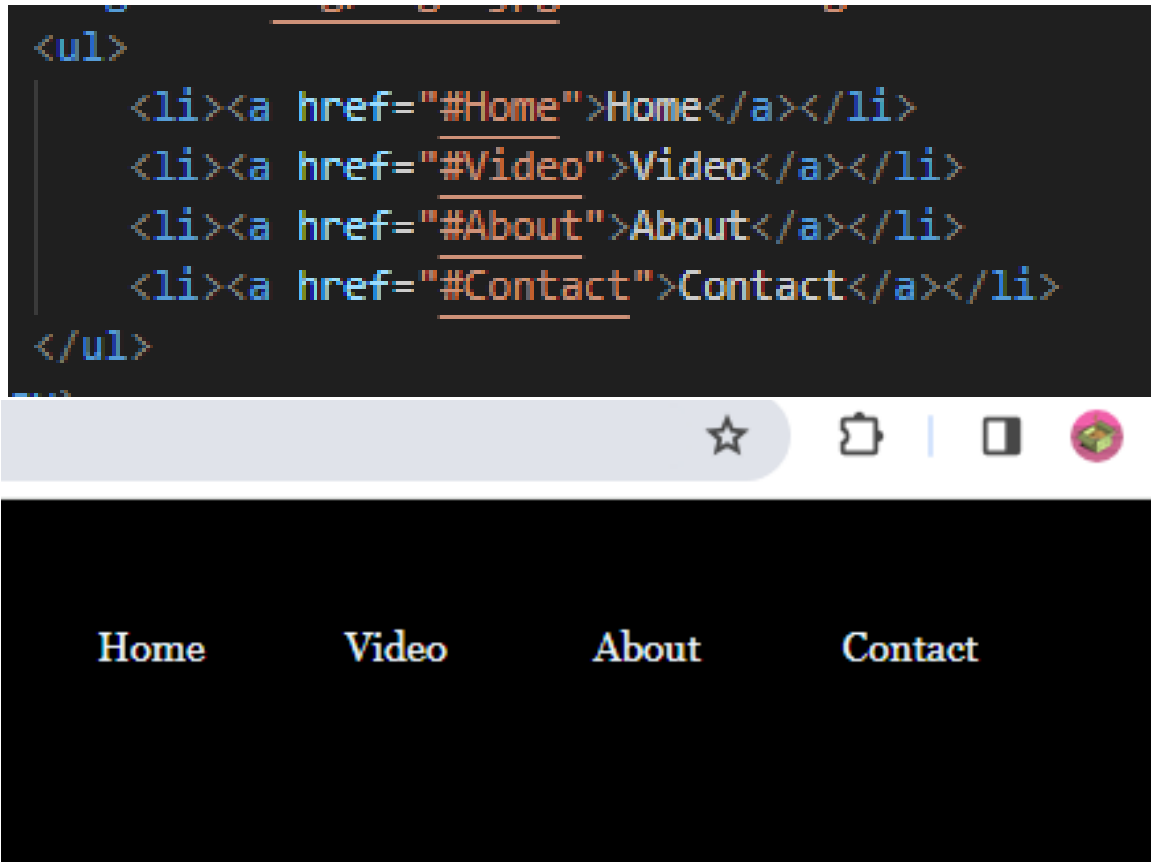 <ul>
<li><a href="#Home">Home</a></li>
<li><a href="#Video">Video</a></li>
<li><a href="#About">About</a></li>
<li><a href="#Contact">Contact</a></li>
</ul>
Home Video About Contact